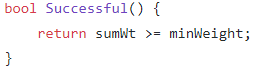 bool Successful() {
    return sumWt >= minWeight;
}